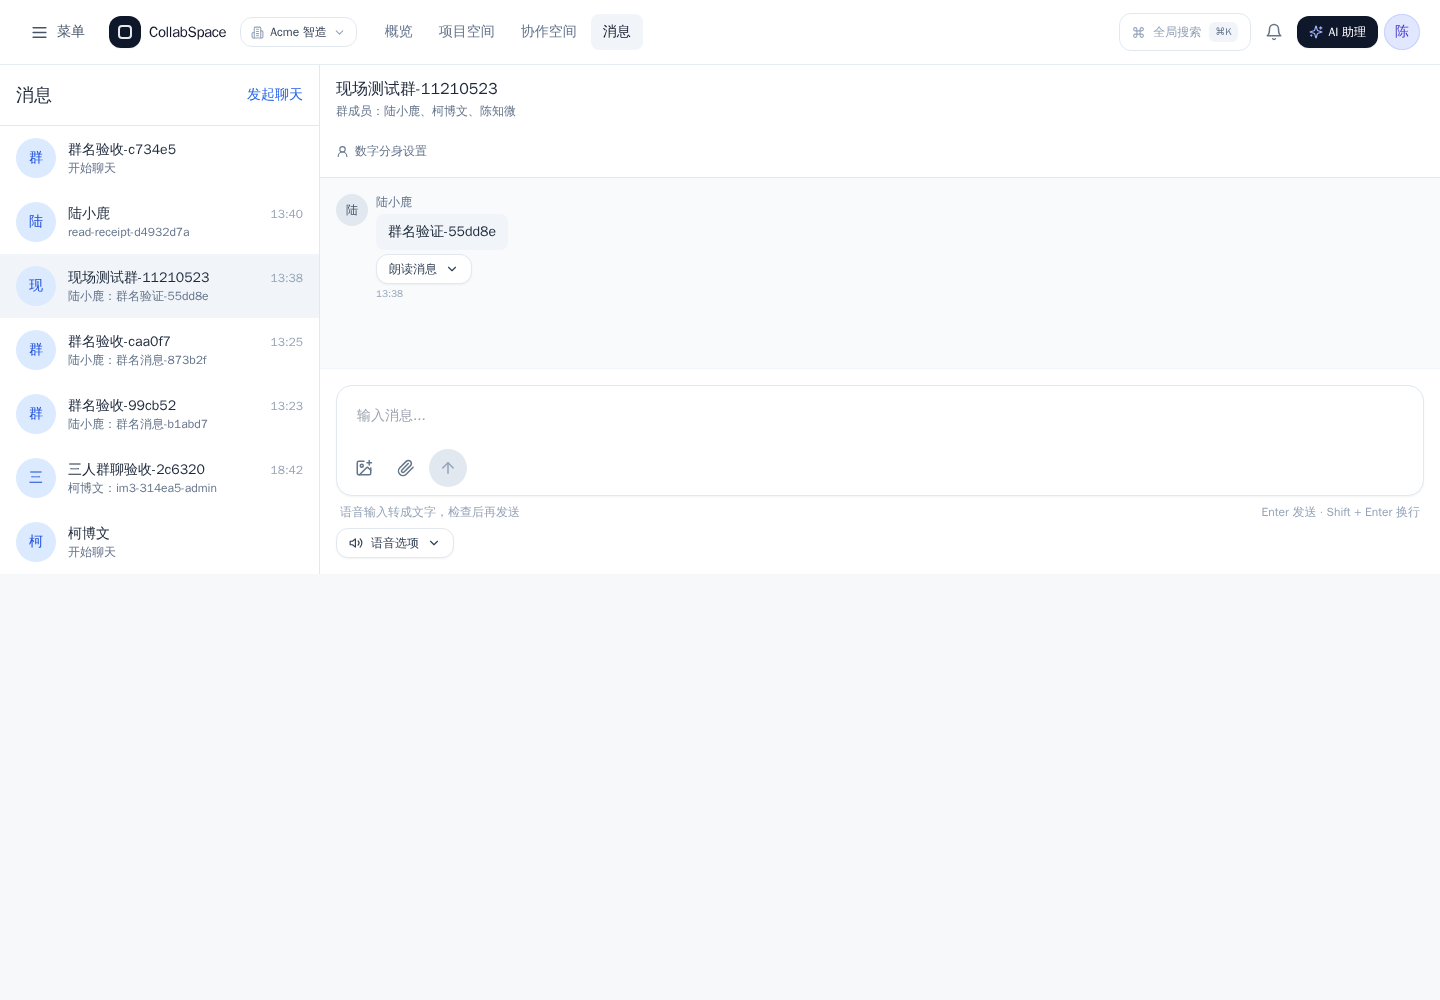 菜单
CollabSpace
Acme 智造
概览
项目空间
协作空间
消息
全局搜索
⌘K
AI 助理
陈
消息
发起聊天
群
群名验收-c734e5
开始聊天
陆
陆小鹿
13:40
read-receipt-d4932d7a
现
现场测试群-11210523
13:38
陆小鹿：群名验证-55dd8e
群
群名验收-caa0f7
13:25
陆小鹿：群名消息-873b2f
群
群名验收-99cb52
13:23
陆小鹿：群名消息-b1abd7
三
三人群聊验收-2c6320
18:42
柯博文：im3-314ea5-admin
柯
柯博文
开始聊天
现场测试群-11210523
群成员：陆小鹿、柯博文、陈知微
数字分身设置
陆
陆小鹿
群名验证-55dd8e
朗读消息
13:38
输入消息...
语音输入转成文字，检查后再发送
Enter 发送 · Shift + Enter 换行
语音选项